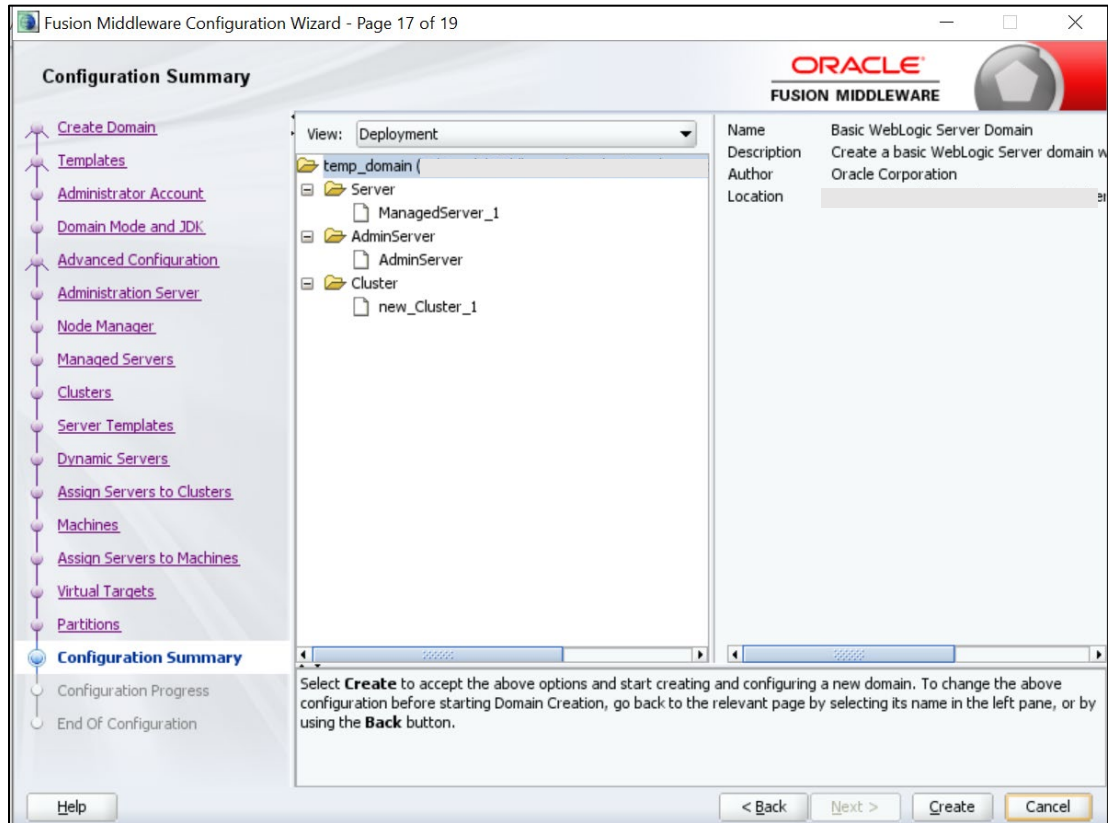 Fusion Middleware Configuration Wizard - Page 17 of 19
Configuration Summary
ORACLE
FUSION MIDDLEWARE
Create Domain
Templates
Administrator Account
Domain Mode and JDK
Advanced Configuration
Administration Server
Node Manager
Managed Servers
Clusters
Server Templates
Dynamic Servers
Assign Servers to Clusters
Machines
Assign Servers to Machines
Virtual Targets
Partitions
Configuration Summary
Configuration Progress
End Of Configuration
View: Deployment
temp_domain (
Server
ManagedServer_1
AdminServer
AdminServer
Cluster
new_Cluster_1
Name Basic WebLogic Server Domain
Description Create a basic WebLogic Server domain w
Author Oracle Corporation
Location
Select Create to accept the above options and start creating and configuring a new domain. To change the above
configuration before starting Domain Creation, go back to the relevant page by selecting its name in the left pane, or by
using the Back button.
Help
< Back Next > Create Cancel